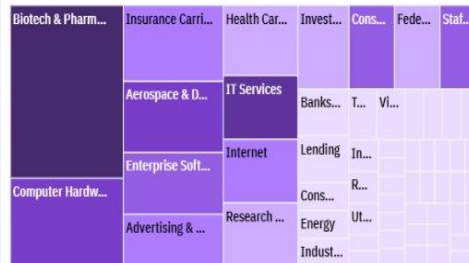 Biotech & Pharm...
Insurance Carri...
Health Car...
Invest...
Cons...
Fede...
Staf...
Aerospace & D...
IT Services
Banks...
T...
Vi...
Enterprise Soft...
Internet
Lending
In...
Computer Hardw...
Cons...
R...
Advertising & ...
Research ...
Energy
Ut...
Indust...